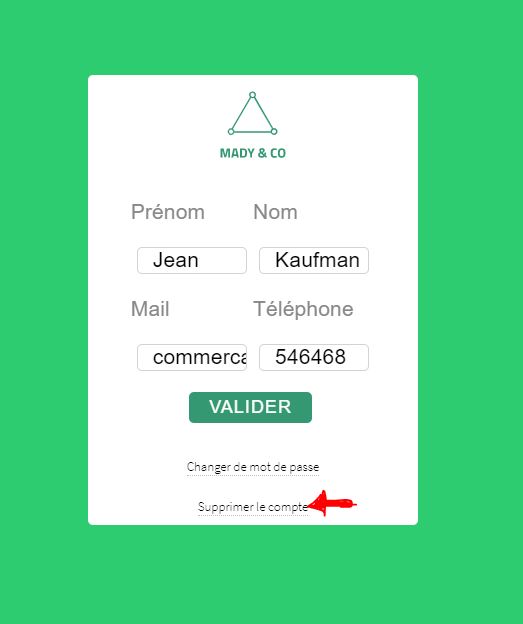 MADY & CO
Prénom Nom
Jean Kaufman
Mail Téléphone
commerca 546468
VALIDER
Changer de mot de passe
Supprimer le compte